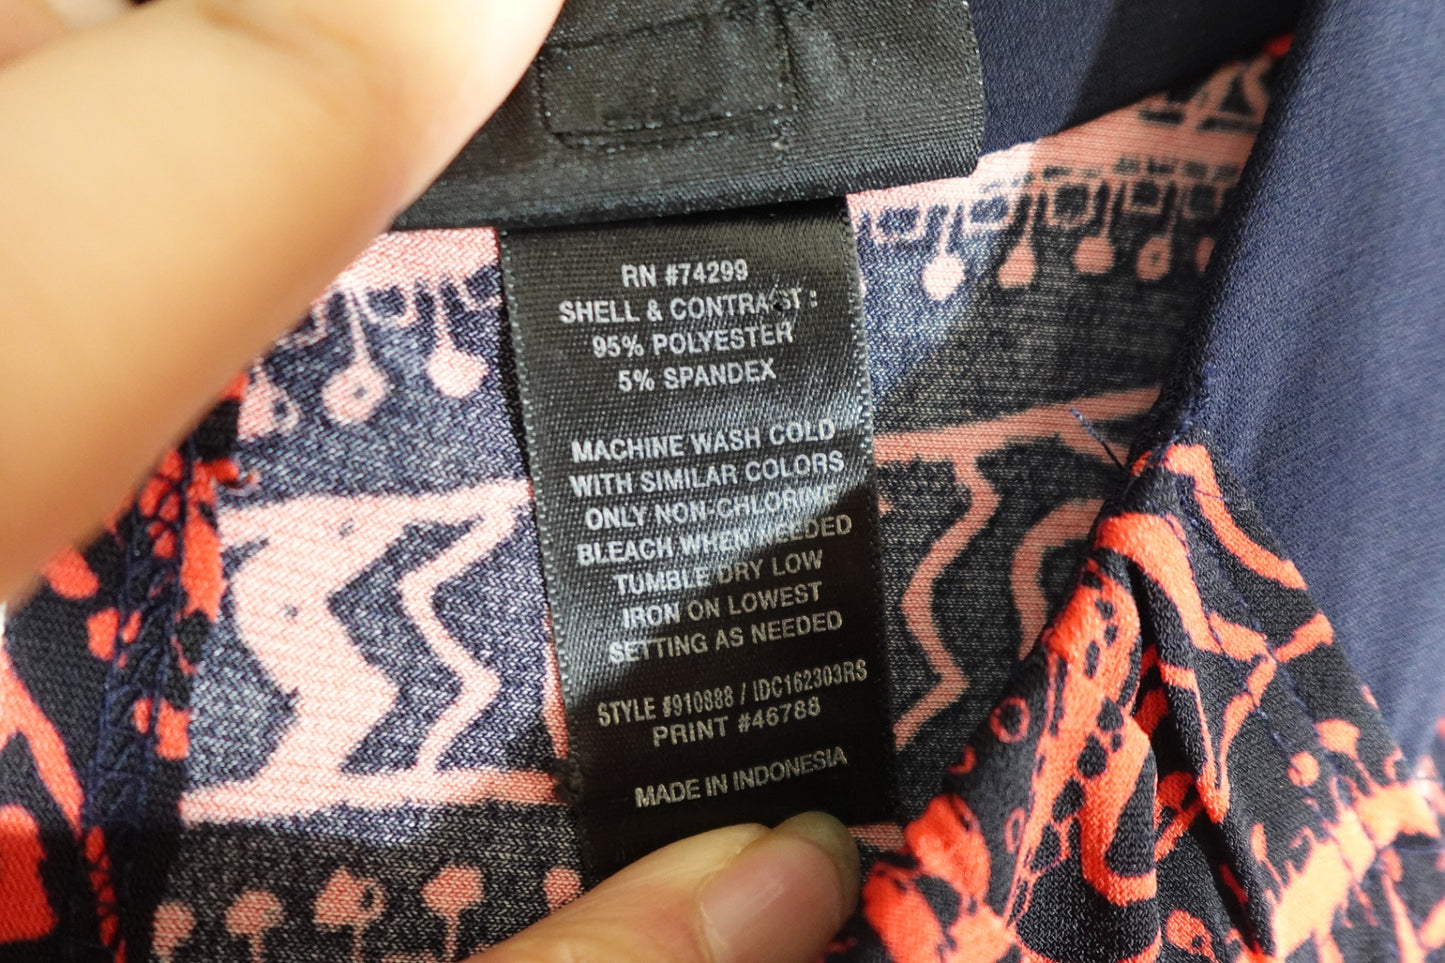 RN #74299
SHELL & CONTRAST :
95% POLYESTER
5% SPANDEX
MACHINE WASH COLD
WITH SIMILAR COLORS
ONLY NON-CHLORINE
BLEACH WHEN NEEDED
TUMBLE DRY LOW
IRON ON LOWEST
SETTING AS NEEDED
STYLE #910888 / IDC162303RS
PRINT #46788
MADE IN INDONESIA